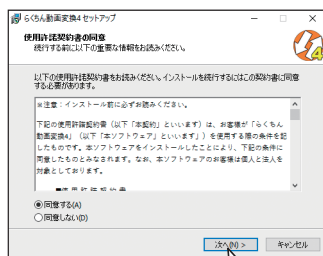 らくちん動画変換4 セットアップ
使用許諾契約書の同意
続行する前に以下の重要な情報をお読みください。
4
以下の使用許諾契約書をお読みください。インストールを続行するにはこの契約書に同意
する必要があります。
※注意：インストール前に必ずお読みください。
下記の使用許諾契約書（以下「本契約」といいます）は、お客様が「らくちん
動画変換4」（以下「本ソフトウェア」といいます）を使用する際の条件を記
したものです。本ソフトウェアをインストールしたことにより、下記の条件に
同意したものとみなされます。なお、本ソフトウェアのお客様は個人と法人を
対象としております。
■使用許諾契約書
同意する(A)
同意しない(D)
次へ(N) >
キャンセル